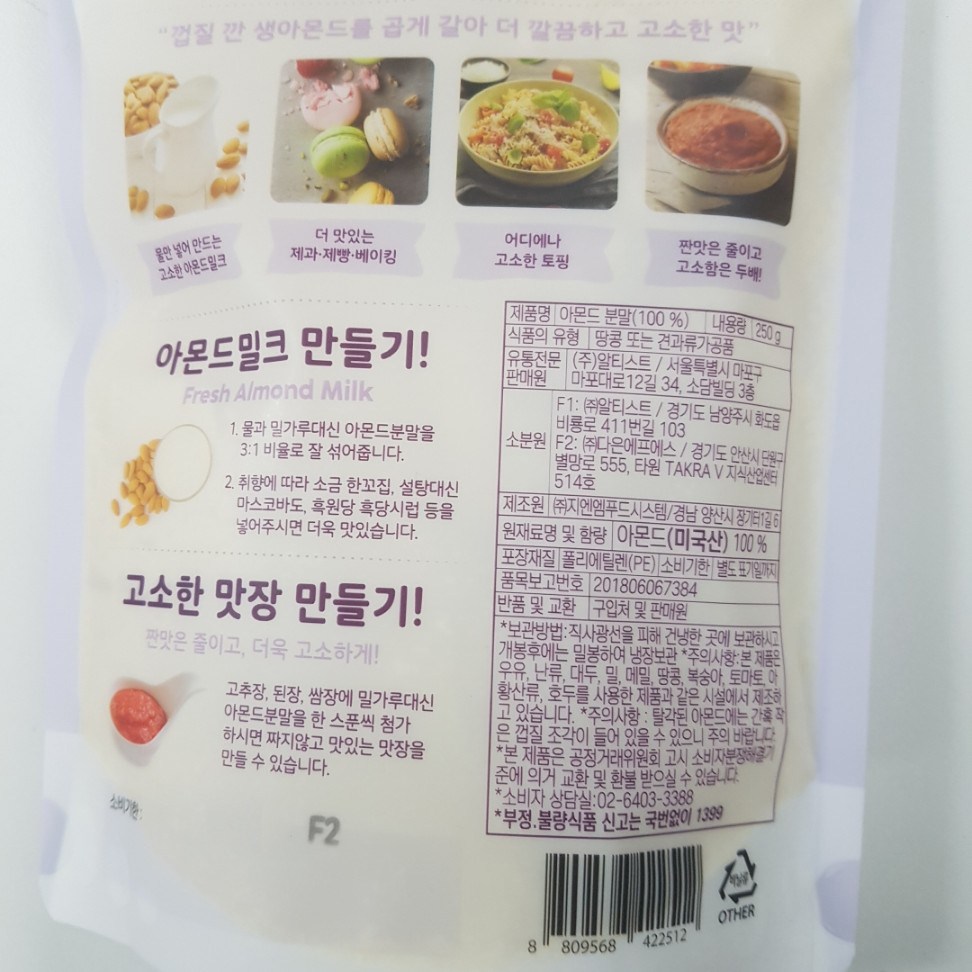 "껍질 깐 생아몬드를 곱게 갈아 더 깔끔하고 고소한 맛"
물만 넣어 만드는
고소한 아몬드밀크
더 맛있는
제과·제빵·베이킹
어디에나
고소한 토핑
짠맛은 줄이고
고소함은 두배!
아몬드밀크 만들기!
Fresh Almond Milk
1. 물과 밀가루대신 아몬드분말을
3:1 비율로 잘 섞어줍니다.
2. 취향에 따라 소금 한꼬집, 설탕대신
마스코바도, 흑원당 흑당시럽 등을
넣어주시면 더욱 맛있습니다.
고소한 맛장 만들기!
짠맛은 줄이고, 더욱 고소하게!
고추장, 된장, 쌈장에 밀가루대신
아몬드분말을 한 스푼씩 첨가
하시면 짜지않고 맛있는 맛장을
만들 수 있습니다.
소비기한 :
F2
제품명 아몬드 분말(100 %) 내용량 250 g
식품의 유형 땅콩 또는 견과류가공품
유통전문
판매원
(주)알티스트 / 서울특별시 마포구
마포대로12길 34, 소담빌딩 3층
소분원
F1: ㈜알티스트 / 경기도 남양주시 화도읍
비룡로 411번길 103
F2: ㈜다온에프에스 / 경기도 안산시 단원구
별망로 555, 타원 TAKRA V 지식산업센터
514호
제조원 ㈜지엔엠푸드시스템/경남 양산시 장기터1길 6
원재료명 및 함량 아몬드(미국산) 100 %
포장재질 폴리에틸렌(PE) 소비기한 별도 표기일까지
품목보고번호 201806067384
반품 및 교환 구입처 및 판매원
*보관방법:직사광선을 피해 건냉한 곳에 보관하시고
개봉후에는 밀봉하여 냉장보관 *주의사항:본 제품은
우유, 난류, 대두, 밀, 메밀, 땅콩, 복숭아, 토마토, 아
황산류, 호두를 사용한 제품과 같은 시설에서 제조하
고 있습니다. *주의사항 : 탈각된 아몬드에는 간혹 작
은 껍질 조각이 들어 있을 수 있으니 주의 바랍니다
*본 제품은 공정거래위원회 고시 소비자분쟁해결기
준에 의거 교환 및 환불 받으실 수 있습니다.
*소비자 상담실:02-6403-3388
*부정.불량식품 신고는 국번없이 1399
8 809568 422512
비닐류
OTHER